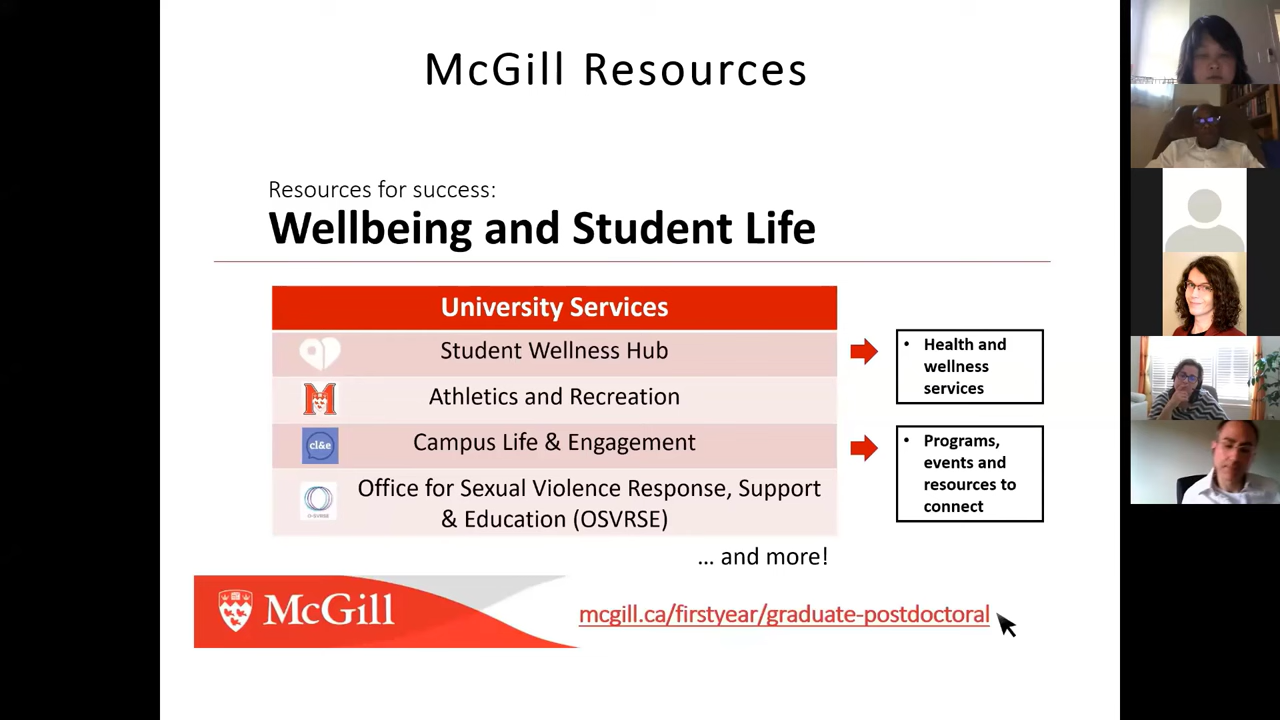 McGill Resources
Resources for success:
Wellbeing and Student Life
University Services
Student Wellness Hub
Athletics and Recreation
cl&e
Campus Life & Engagement
Office for Sexual Violence Response, Support
& Education (OSVRSE)
O-SVRSE
• Health and
wellness
services
• Programs,
events and
resources to
connect
... and more!
McGill
mcgill.ca/firstyear/graduate-postdoctoral